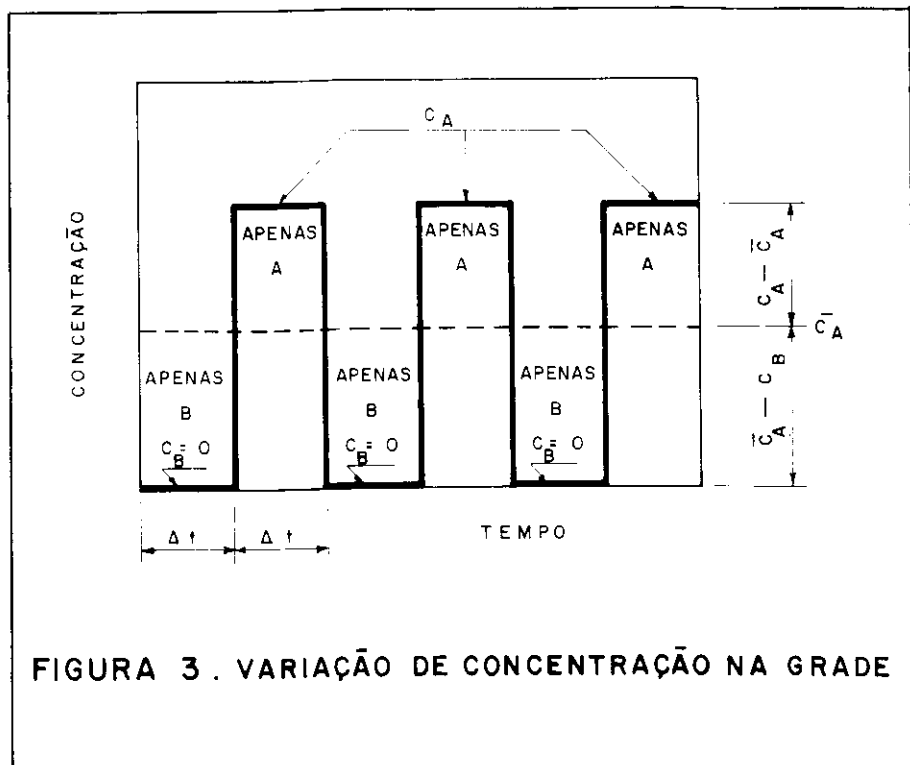 C_A
CONCENTRAÇÃO
APENAS
A
APENAS
A
APENAS
A
C_A − C̄_A
C̄_A
APENAS
B
C_B = 0
APENAS
B
C_B = 0
APENAS
B
C_B = 0
C̄_A − C_B
Δt
Δt
TEMPO
FIGURA 3. VARIAÇÃO DE CONCENTRAÇÃO NA GRADE